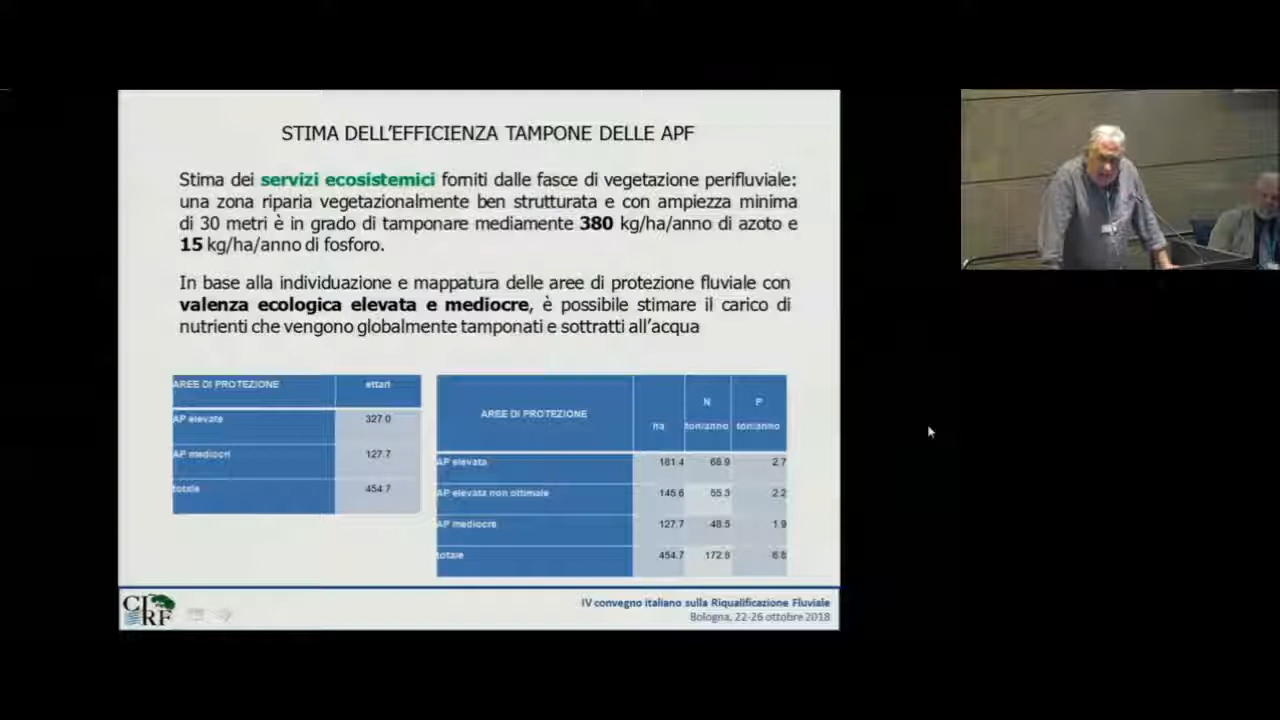 STIMA DELL'EFFICIENZA TAMPONE DELLE APF
Stima dei servizi ecosistemici forniti dalle fasce di vegetazione perifluviale:
una zona riparia vegetazionalmente ben strutturata e con ampiezza minima
di 30 metri è in grado di tamponare mediamente 380 kg/ha/anno di azoto e
15 kg/ha/anno di fosforo.
In base alla individuazione e mappatura delle aree di protezione fluviale con
valenza ecologica elevata e mediocre, è possibile stimare il carico di
nutrienti che vengono globalmente tamponati e sottratti all'acqua
AREE DI PROTEZIONE ettari
AP elevate 327.0
AP mediocri 127.7
totale 454.7
N P
AREE DI PROTEZIONE
ha ton/anno ton/anno
AP elevata 181.4 68.9 2.7
AP elevata non ottimale 145.6 55.3 2.2
AP mediocre 127.7 48.5 1.9
totale 454.7 172.8 6.8
CIRF
IV convegno italiano sulla Riqualificazione Fluviale
Bologna, 22-26 ottobre 2018